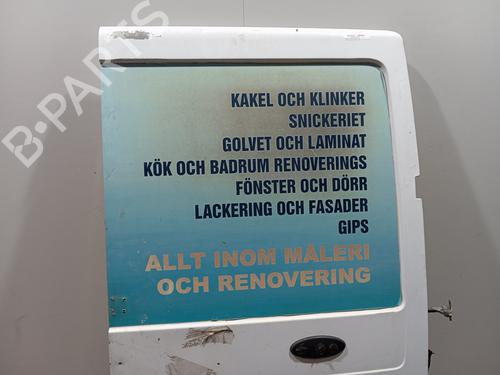 B-PARTS
KAKEL OCH KLINKER
SNICKERIET
GOLVET OCH LAMINAT
KÖK OCH BADRUM RENOVERINGS
FÖNSTER OCH DÖRR
LACKERING OCH FASADER
GIPS
ALLT INOM MÅLERI
OCH RENOVERING